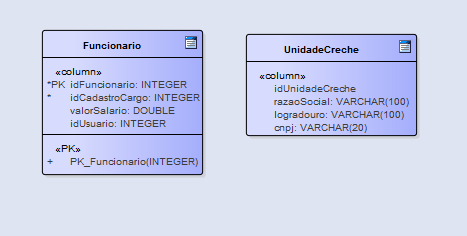 Funcionario
«column»
*PK idFuncionario: INTEGER
* idCadastroCargo: INTEGER
valorSalario: DOUBLE
idUsuario: INTEGER
«PK»
+ PK_Funcionario(INTEGER)
UnidadeCreche
«column»
idUnidadeCreche
razaoSocial: VARCHAR(100)
logradouro: VARCHAR(100)
cnpj: VARCHAR(20)